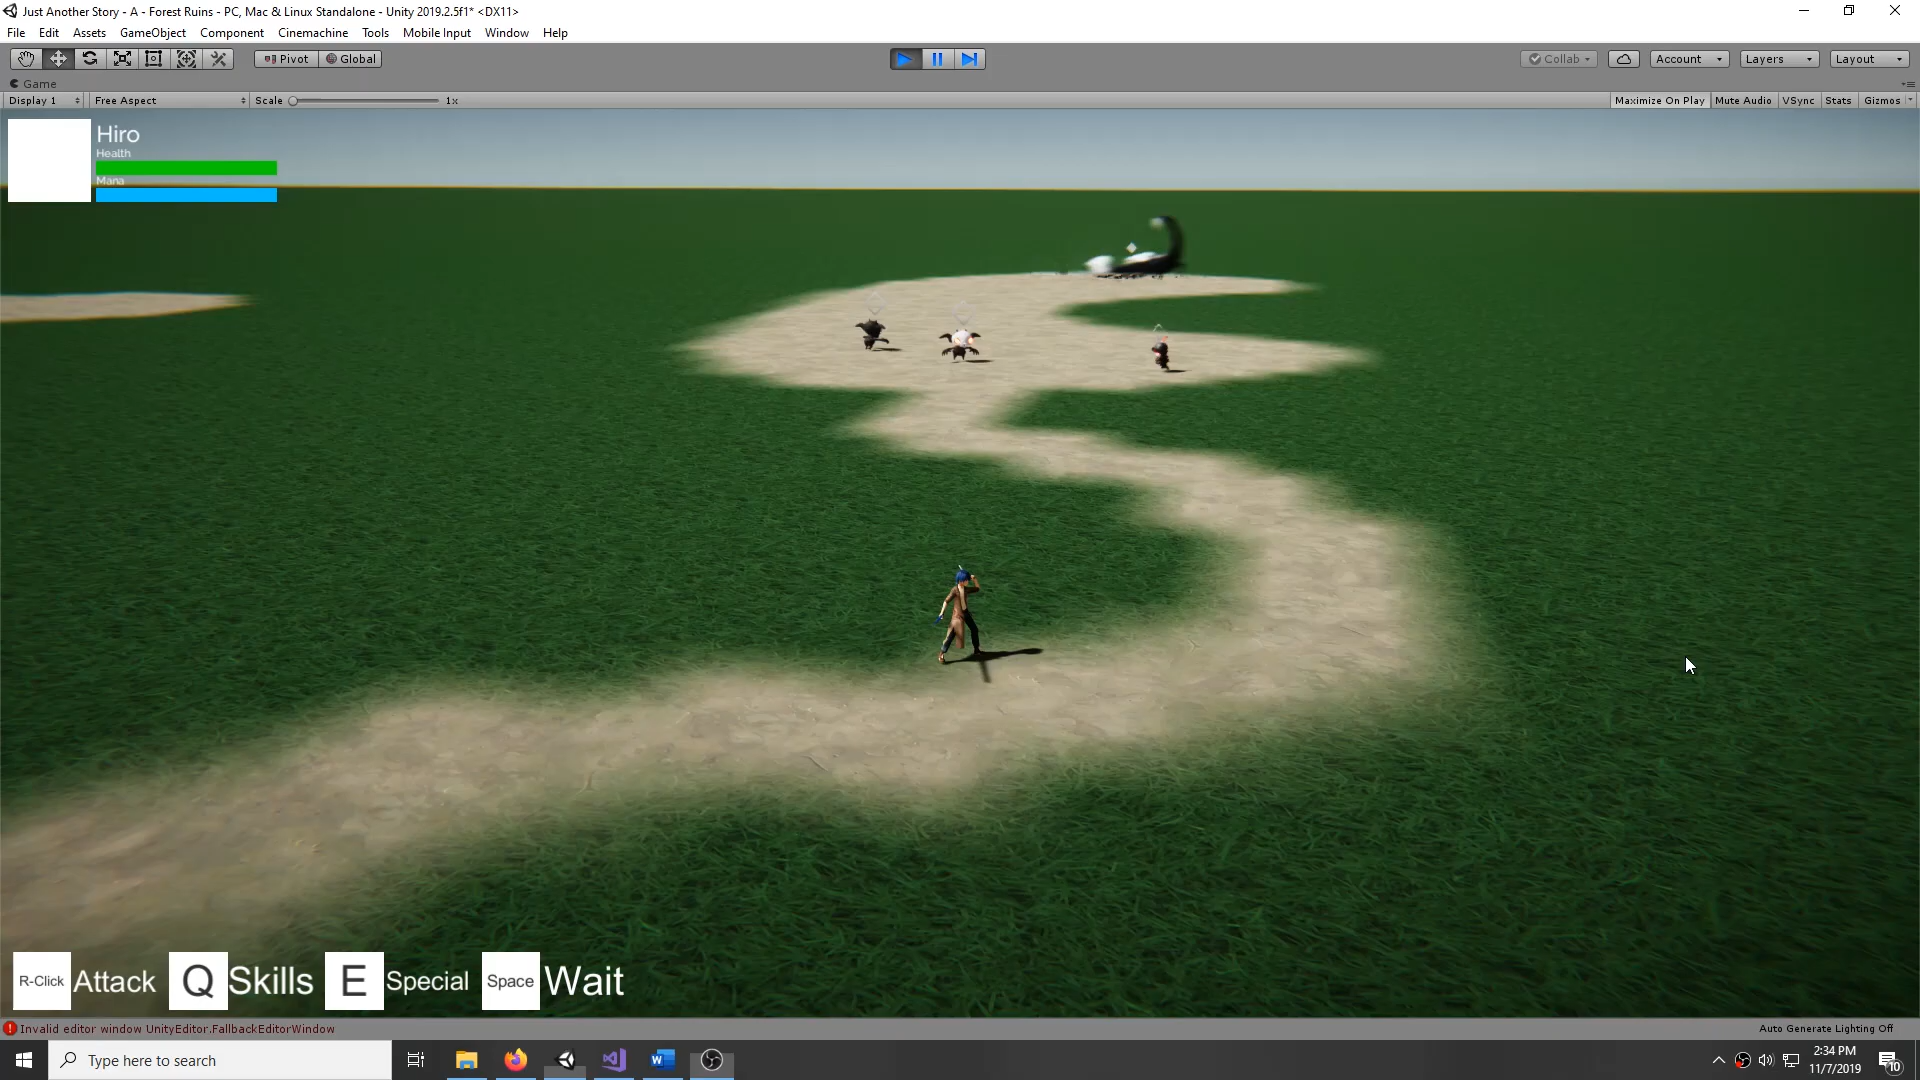 Just Another Story - A - Forest Ruins - PC, Mac & Linux Standalone - Unity 2019.2.5f1* <DX11>
File Edit Assets GameObject Component Cinemachine Tools Mobile Input Window Help
Pivot Global Collab Account Layers Layout
Game
Display 1 Free Aspect Scale 1x Maximize On Play Mute Audio VSync Stats Gizmos
Hiro
Health
Mana
R-Click Attack Q Skills E Special Space Wait
Invalid editor window UnityEditor.FallbackEditorWindow Auto Generate Lighting Off
Type here to search
2:34 PM
11/7/2019
10